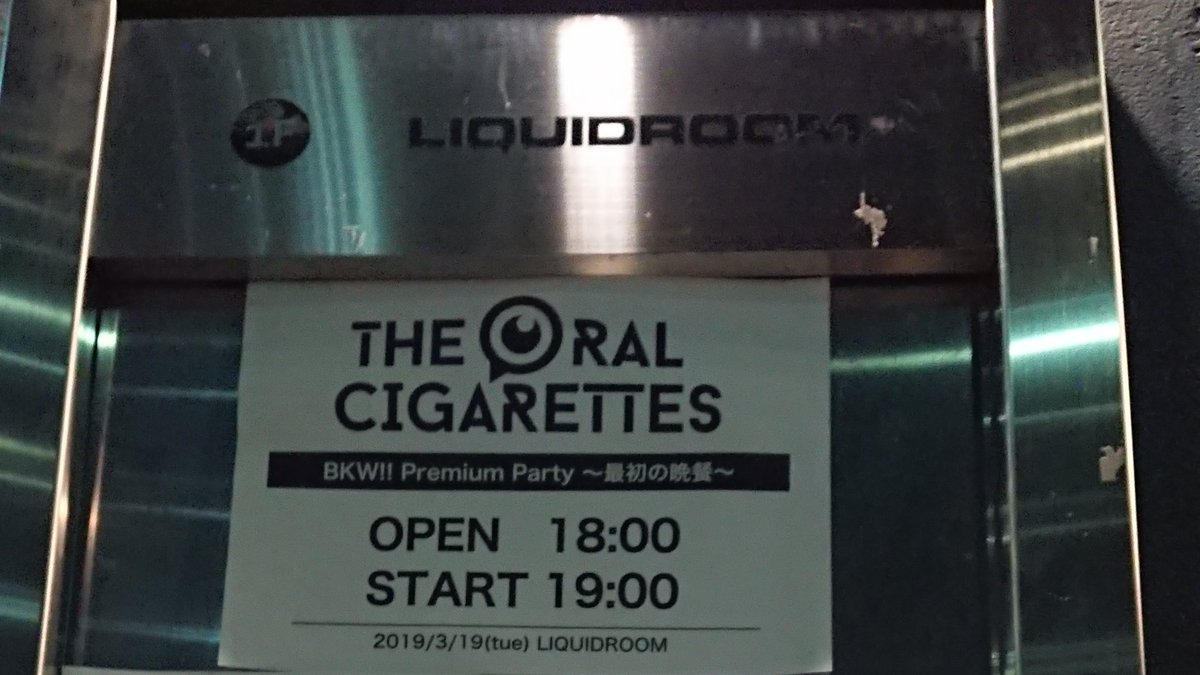 1F LIQUIDROOM
THE ORAL
CIGARETTES
BKW!! Premium Party 〜最初の晩餐〜
OPEN 18:00
START 19:00
2019/3/19(tue) LIQUIDROOM